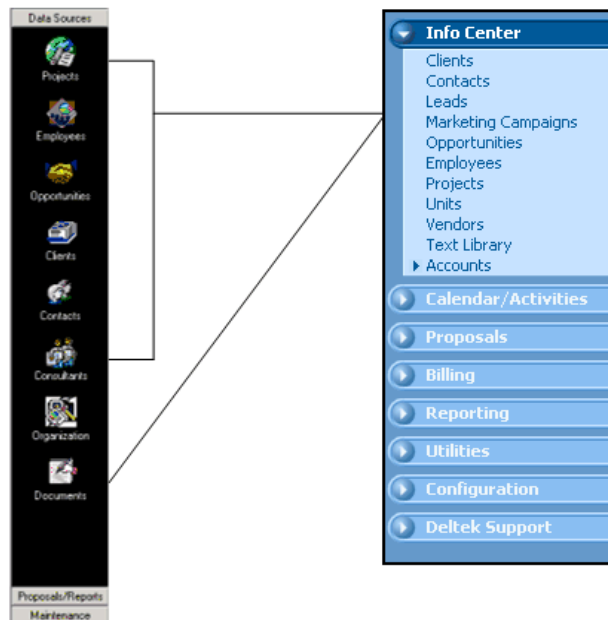 Data Sources
Projects
Employees
Opportunities
Clients
Contacts
Consultants
Organization
Documents
Proposals/Reports
Maintenance
Info Center
Clients
Contacts
Leads
Marketing Campaigns
Opportunities
Employees
Projects
Units
Vendors
Text Library
Accounts
Calendar/Activities
Proposals
Billing
Reporting
Utilities
Configuration
Deltek Support